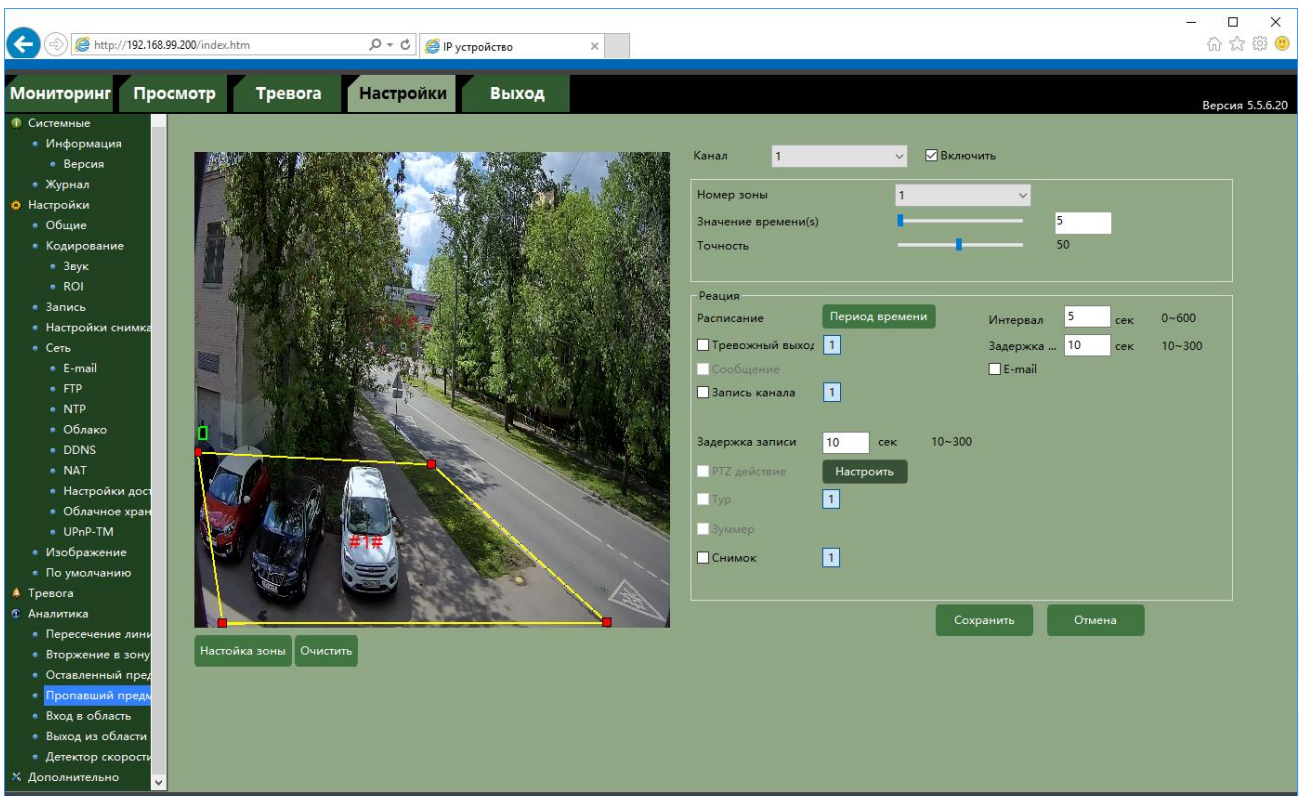 http://192.168.99.200/index.htm
IP устройство
Мониторинг Просмотр Тревога Настройки Выход
Версия 5.5.6.20
Системные
Информация
Версия
Журнал
Настройки
Общие
Кодирование
Звук
ROI
Запись
Настройки снимка
Сеть
E-mail
FTP
NTP
Облако
DDNS
NAT
Настройки дост
Облачное хран
UPnP-TM
Изображение
По умолчанию
Тревога
Аналитика
Пересечение лини
Вторжение в зону
Оставленный пред
Пропавший предм
Вход в область
Выход из области
Детектор скорости
Дополнительно
#1#
Настойка зоны Очистить
Канал 1 Включить
Номер зоны 1
Значение времени(s) 5
Точность 50
Реация
Расписание Период времени Интервал 5 сек 0~600
Тревожный выход 1 Задержка ... 10 сек 10~300
Сообщение E-mail
Запись канала 1
Задержка записи 10 сек 10~300
PTZ действие Настроить
Тур 1
Зуммер
Снимок 1
Сохранить Отмена